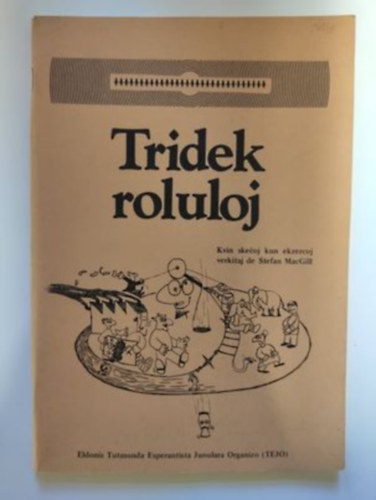 Tridek
roluloj
Kvin skeĉoj kun ekzercoj
verkitaj de Stefan MacGill
Eldonis Tutmonda Esperantista Junulara Organizo (TEJO)